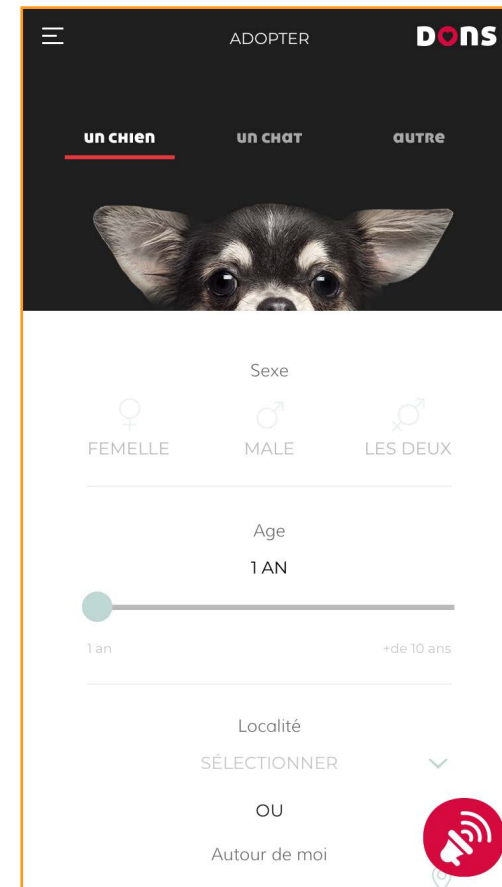 ADOPTER
DONS
un chien
un chat
autre
Sexe
FEMELLE
MALE
LES DEUX
Age
1 AN
1 an
+de 10 ans
Localité
SÉLECTIONNER
OU
Autour de moi